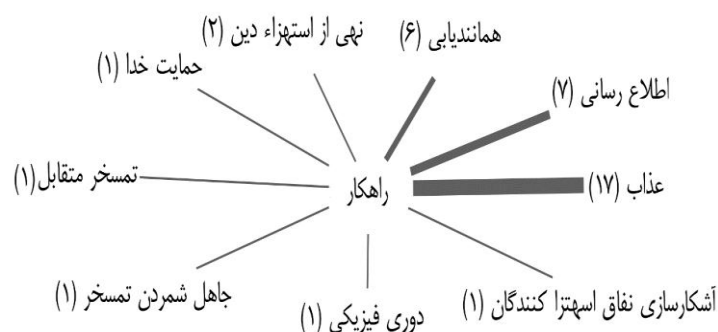 همانندیابی (۶)
نهی از استهزاء دین (۲)
حمایت خدا (۱)
اطلاع رسانی (۷)
تمسخر متقابل(۱)
راهکار
عذاب (۱۷)
جاهل شمردن تمسخر (۱)
دوری فیزیکی (۱)
آشکارسازی نفاق اسهتزا کنندگان (۱)